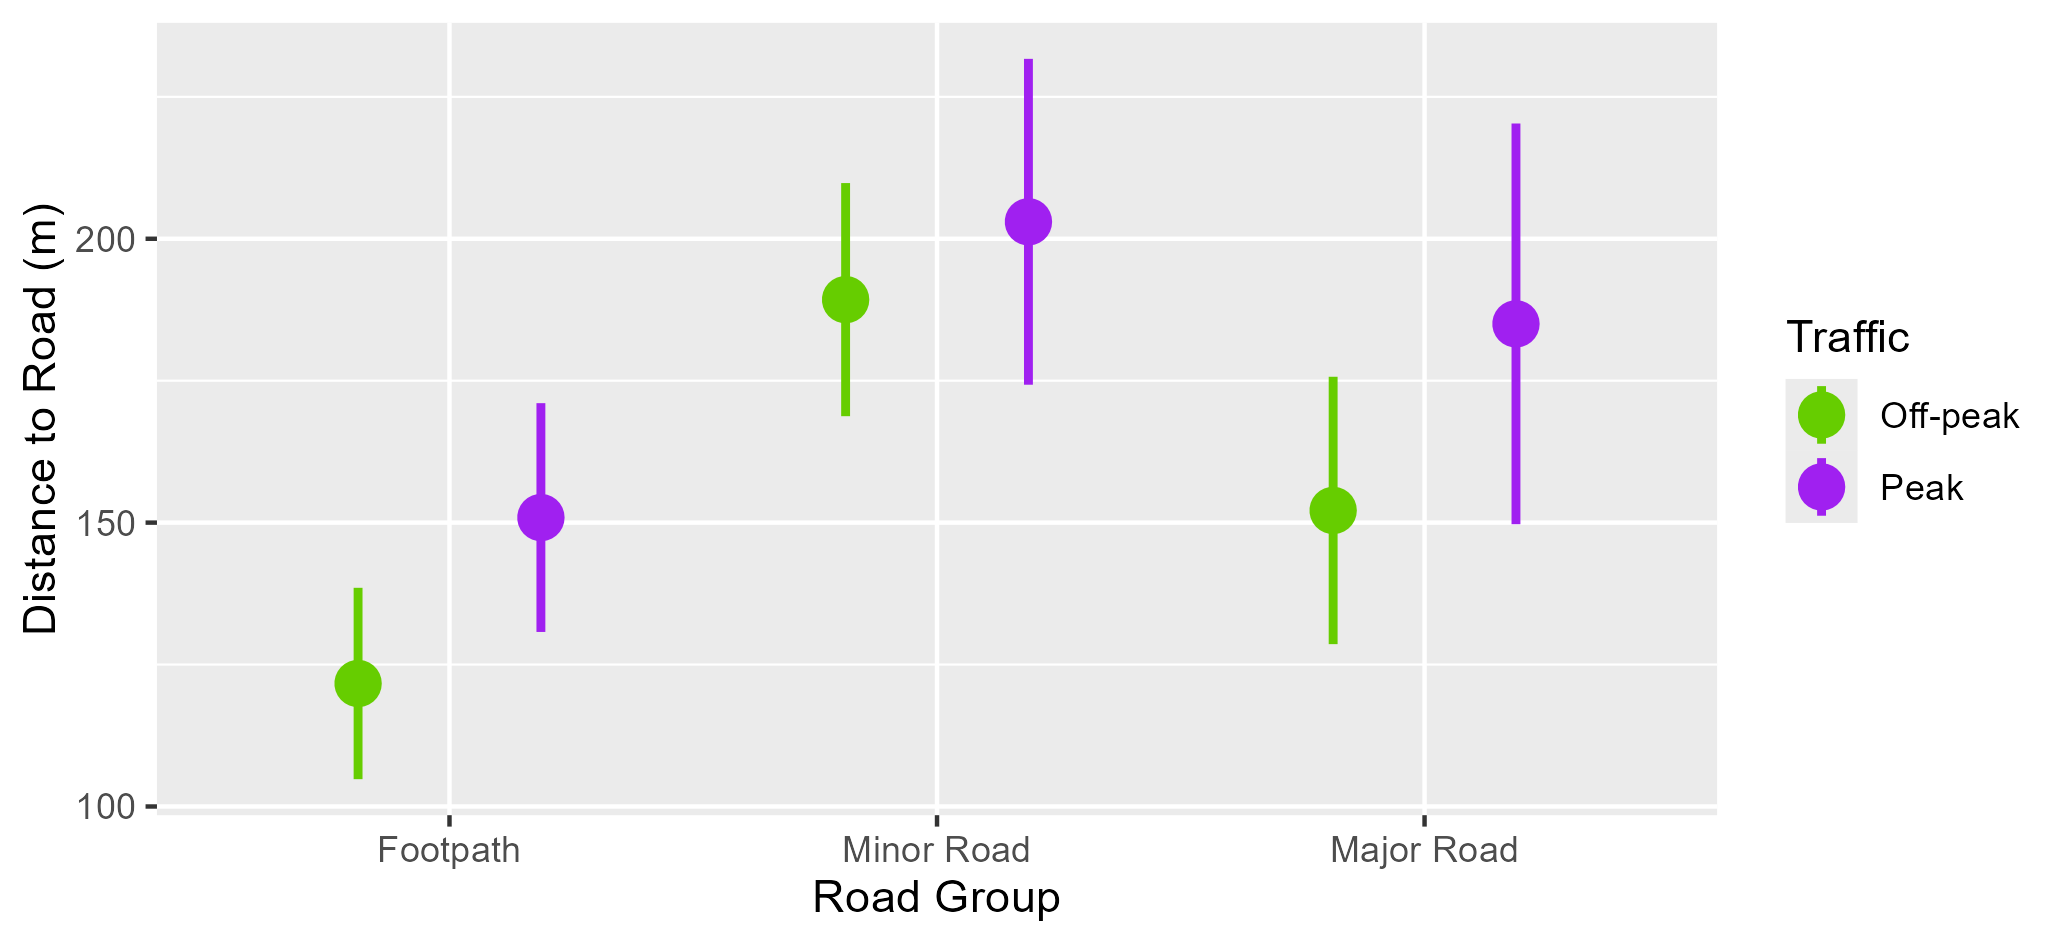 Distance to Road (m)
200
150
100
Footpath
Minor Road
Major Road
Road Group
Traffic
Off-peak
Peak